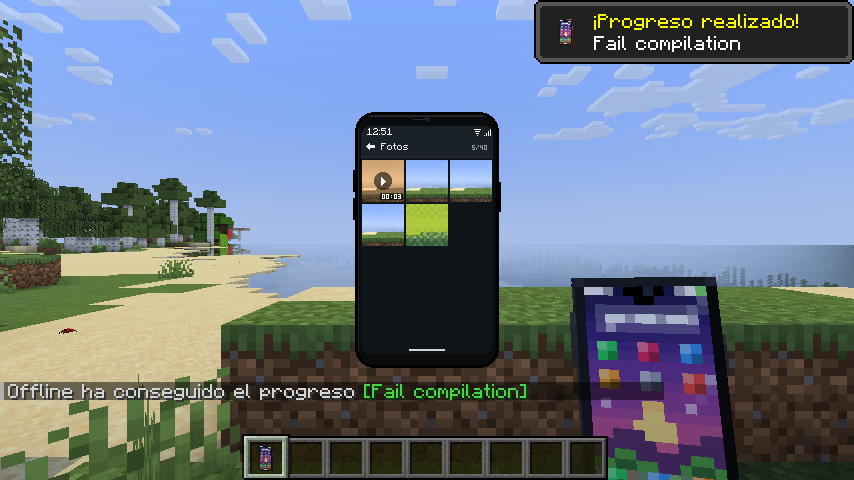 ¡Progreso realizado!
Fail compilation
12:51
Fotos
5/40
00:03
Offline ha conseguido el progreso [Fail compilation]